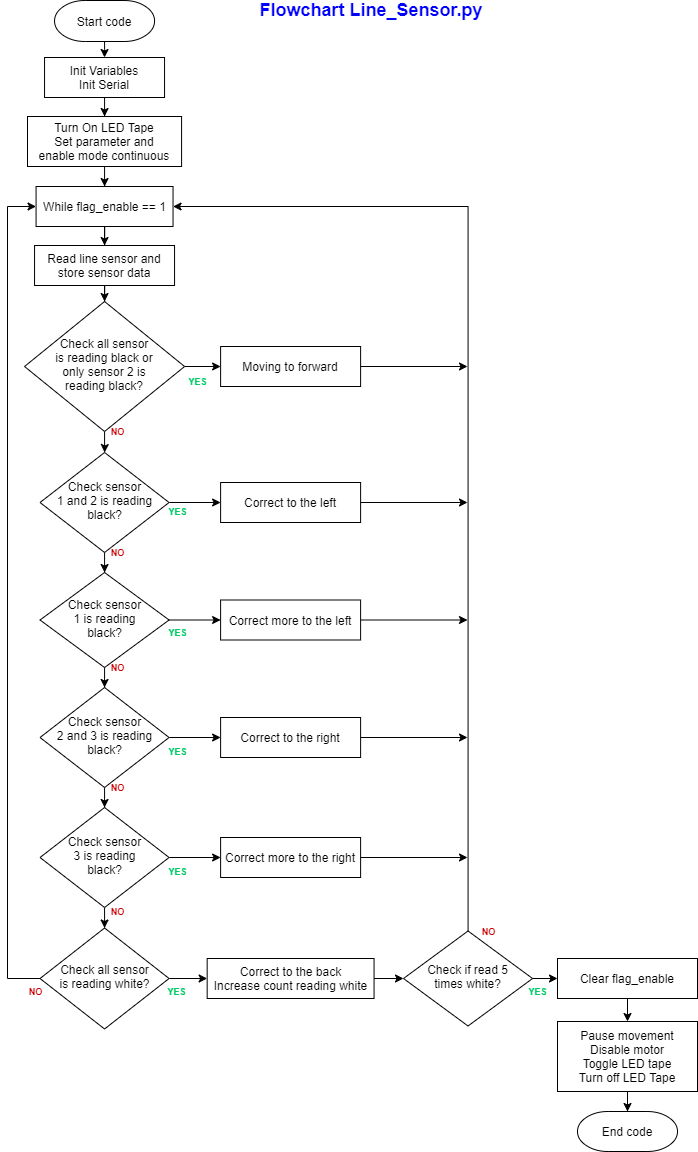 Flowchart Line_Sensor.py
Start code
Init Variables
Init Serial
Turn On LED Tape
Set parameter and
enable mode continuous
While flag_enable == 1
Read line sensor and
store sensor data
Check all sensor
is reading black or
only sensor 2 is
reading black?
YES
Moving to forward
NO
Check sensor
1 and 2 is reading
black?
YES
Correct to the left
NO
Check sensor
1 is reading
black?
YES
Correct more to the left
NO
Check sensor
2 and 3 is reading
black?
YES
Correct to the right
NO
Check sensor
3 is reading
black?
YES
Correct more to the right
NO
Check all sensor
is reading white?
NO
YES
Correct to the back
Increase count reading white
Check if read 5
times white?
NO
YES
Clear flag_enable
Pause movement
Disable motor
Toggle LED tape
Turn off LED Tape
End code